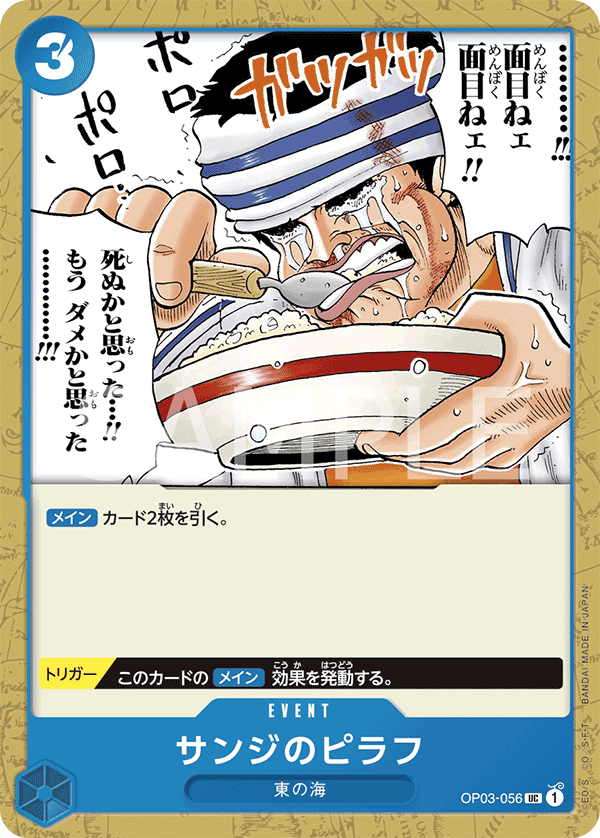 DLICHES EISMEER
3
ポロ
ポロ
ガツガツ
…………!!!
面目ねェ
面目ねェ!!
死ぬかと思った……!!
もう ダメかと思った
……………!!!
SAMPLE
メイン カード2枚を引く。
トリガー このカードの メイン 効果を発動する。
EVENT
サンジのピラフ
東の海
OP03-056 UC 1
©E.O.S. ©O.S.F.T. BANDAI MADE IN JAPAN